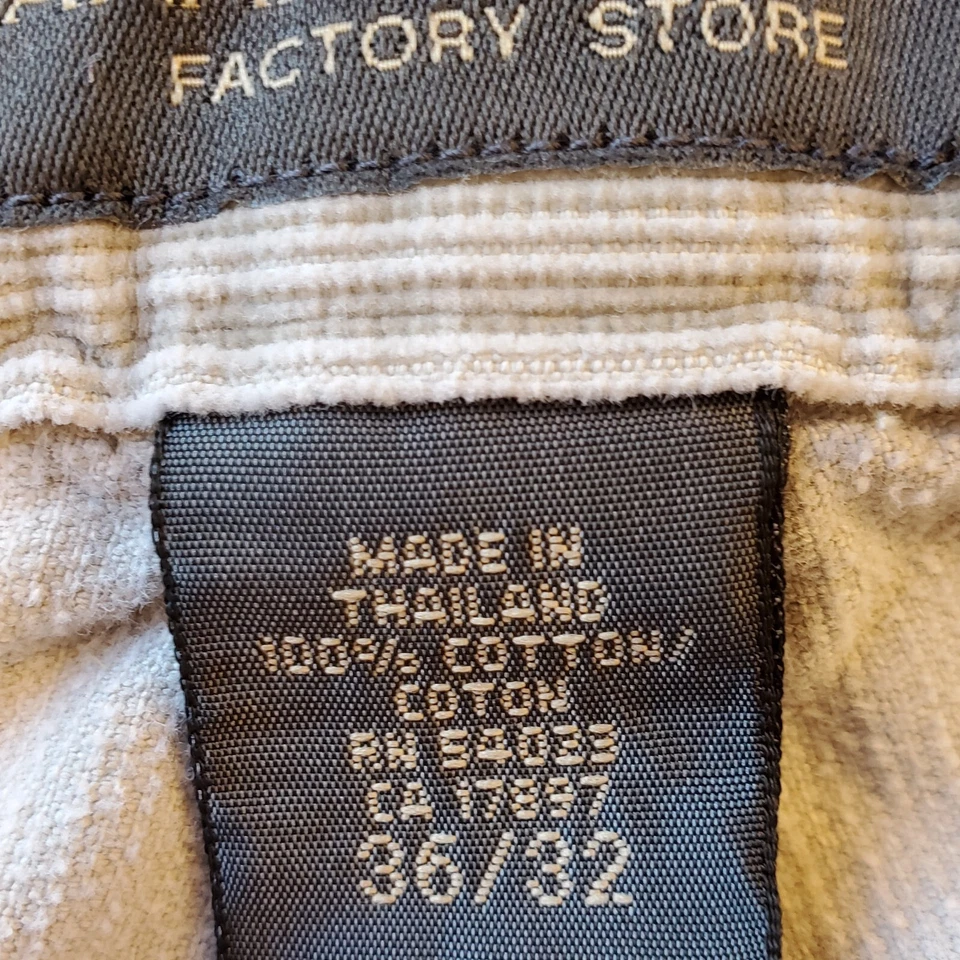 FACTORY STORE
MADE IN
THAILAND
100% COTTON/
COTON
RN 54033
CA 17897
36/32